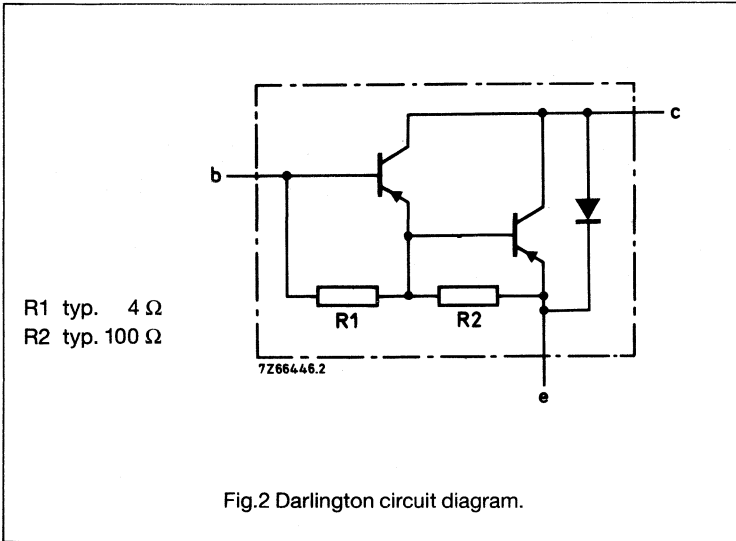 c
b
R1 typ. 4 Ω
R2 typ. 100 Ω
R1 R2
7Z66446.2
e
Fig.2 Darlington circuit diagram.